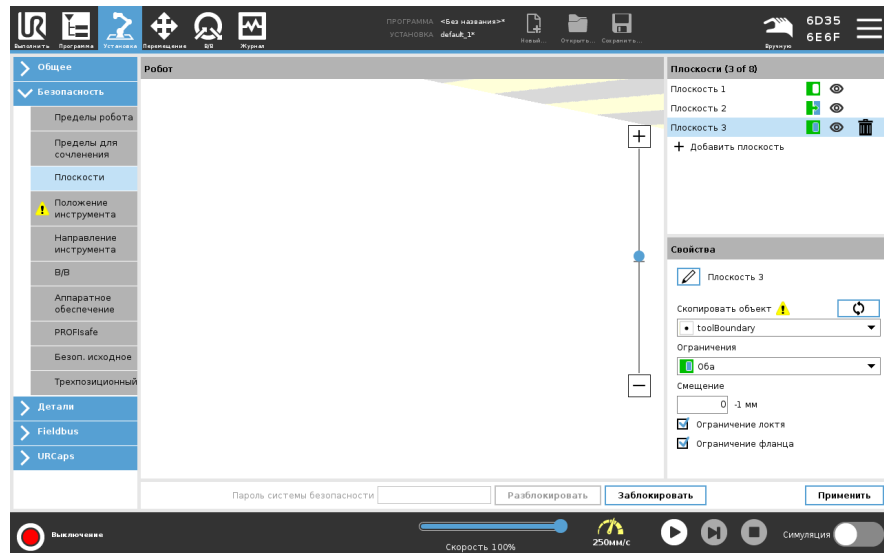 ПРОГРАММА <Без названия>*
УСТАНОВКА default_1*
6D35
6E6F
Выполнить Программа Установка Перемещение В/В Журнал
Новый... Открыть... Сохранить...
Вручную
Общее
Безопасность
Пределы робота
Пределы для
сочленения
Плоскости
Положение
инструмента
Направление
инструмента
В/В
Аппаратное
обеспечение
PROFIsafe
Безоп. исходное
Трехпозиционный
Детали
Fieldbus
URCaps
Робот
Плоскости (3 of 8)
Плоскость 1
Плоскость 2
Плоскость 3
Добавить плоскость
Свойства
Плоскость 3
Скопировать объект
toolBoundary
Ограничения
Оба
Смещение
0 -1 мм
Ограничение локтя
Ограничение фланца
Пароль системы безопасности Разблокировать Заблокировать Применить
Выключение
Скорость 100%
250мм/с
Симуляция